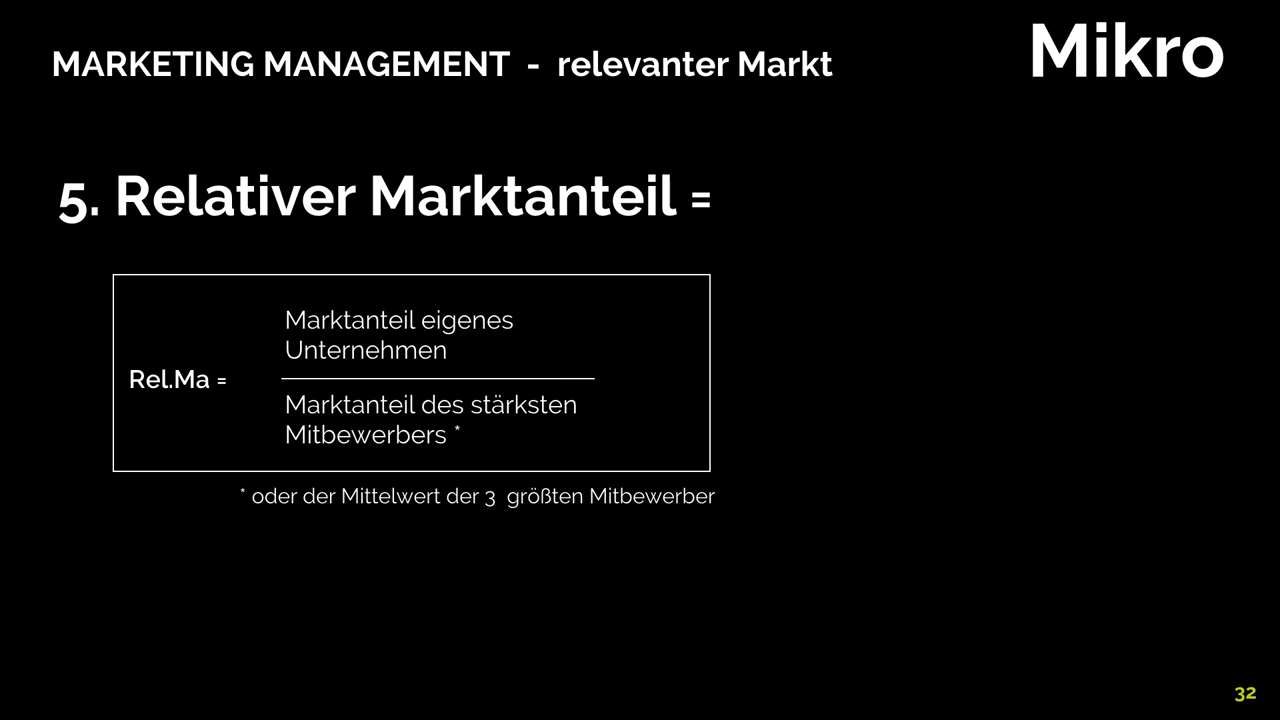 MARKETING MANAGEMENT - relevanter Markt
Mikro
5. Relativer Marktanteil =
Marktanteil eigenes
Unternehmen
Rel.Ma =
Marktanteil des stärksten
Mitbewerbers *
* oder der Mittelwert der 3 größten Mitbewerber
32